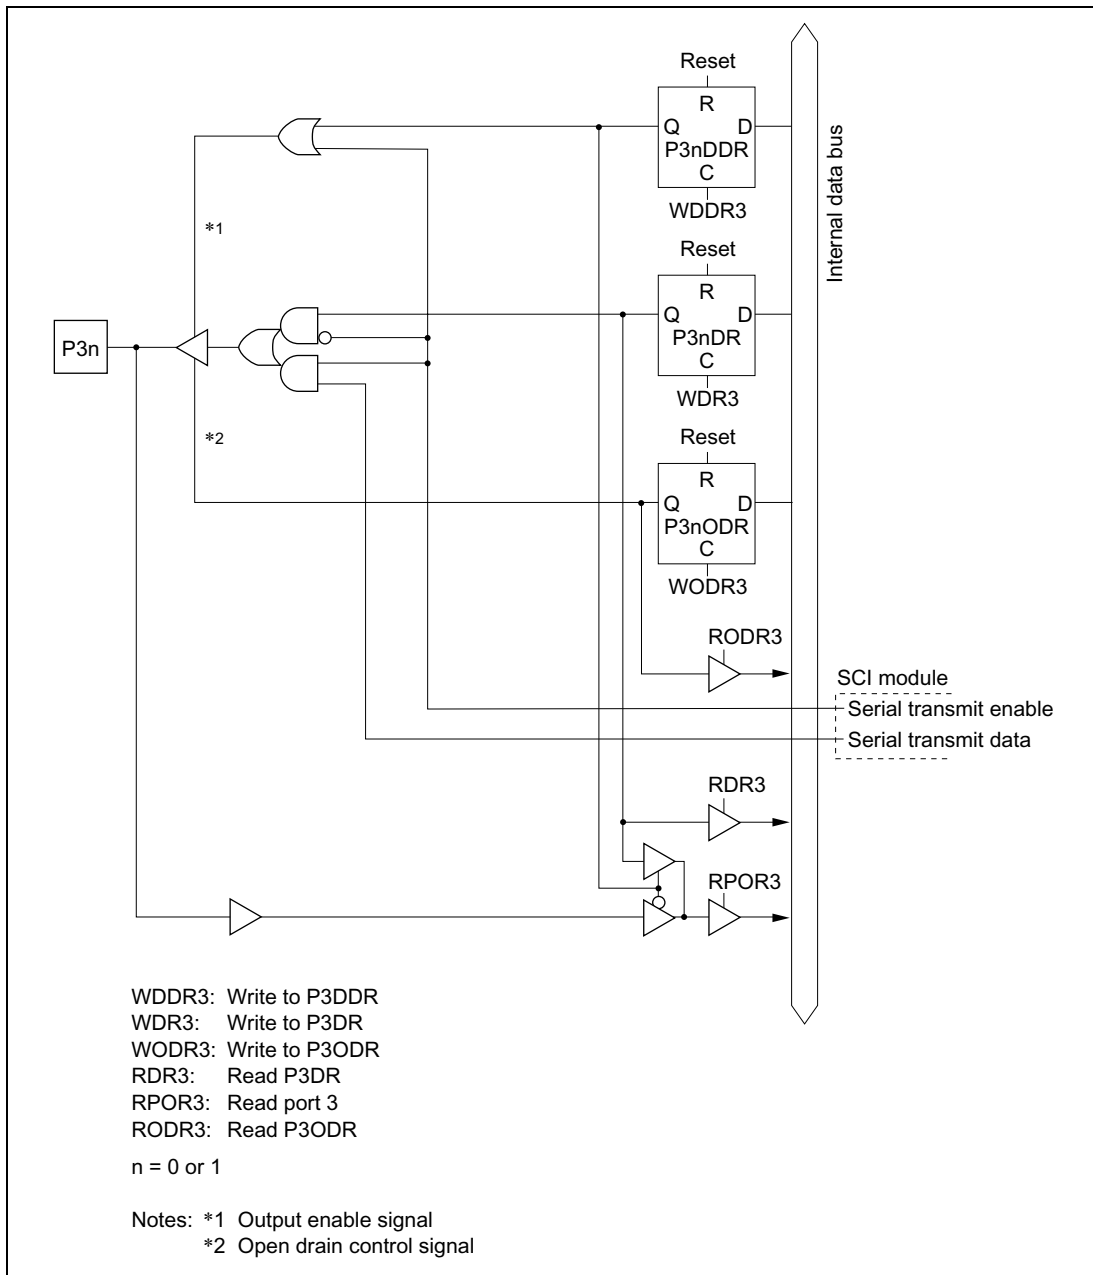 Reset
R
Q D
P3nDDR
C
WDDR3
Internal data bus
*1
Reset
R
Q D
P3nDR
C
WDR3
P3n
*2
Reset
R
Q D
P3nODR
C
WODR3
RODR3
SCI module
Serial transmit enable
Serial transmit data
RDR3
RPOR3
WDDR3: Write to P3DDR
WDR3: Write to P3DR
WODR3: Write to P3ODR
RDR3: Read P3DR
RPOR3: Read port 3
RODR3: Read P3ODR
n = 0 or 1
Notes: *1 Output enable signal
*2 Open drain control signal